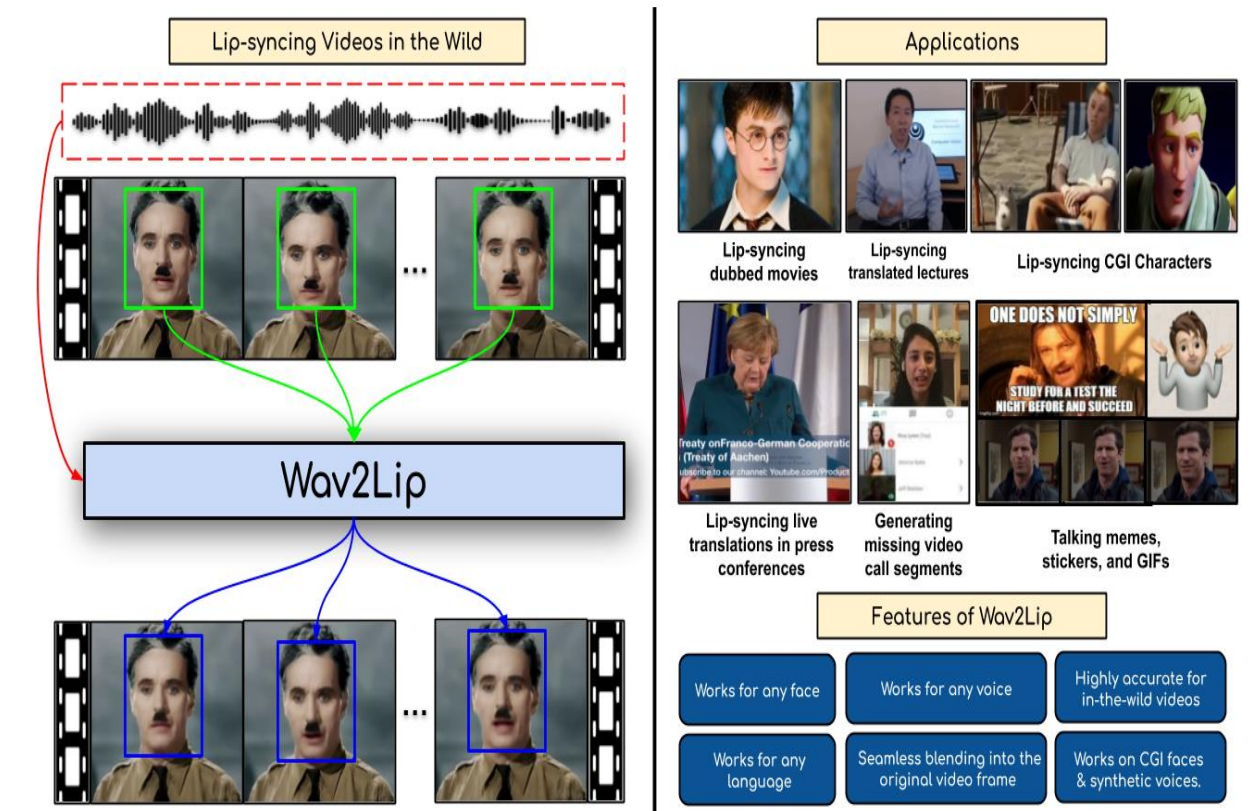 Lip-syncing Videos in the Wild
...
Wav2Lip
...
Applications
Lip-syncing
dubbed movies
Lip-syncing
translated lectures
Lip-syncing CGI Characters
ONE DOES NOT SIMPLY
STUDY FOR A TEST THE
NIGHT BEFORE AND SUCCEED
Treaty onFranco-German Cooperatio
(Treaty of Aachen)
ubscribe to our channel: Youtube.com/Product
Lip-syncing live
translations in press
conferences
Generating
missing video
call segments
Talking memes,
stickers, and GIFs
Features of Wav2Lip
Works for any face
Works for any voice
Highly accurate for
in-the-wild videos
Works for any
language
Seamless blending into the
original video frame
Works on CGI faces
& synthetic voices.